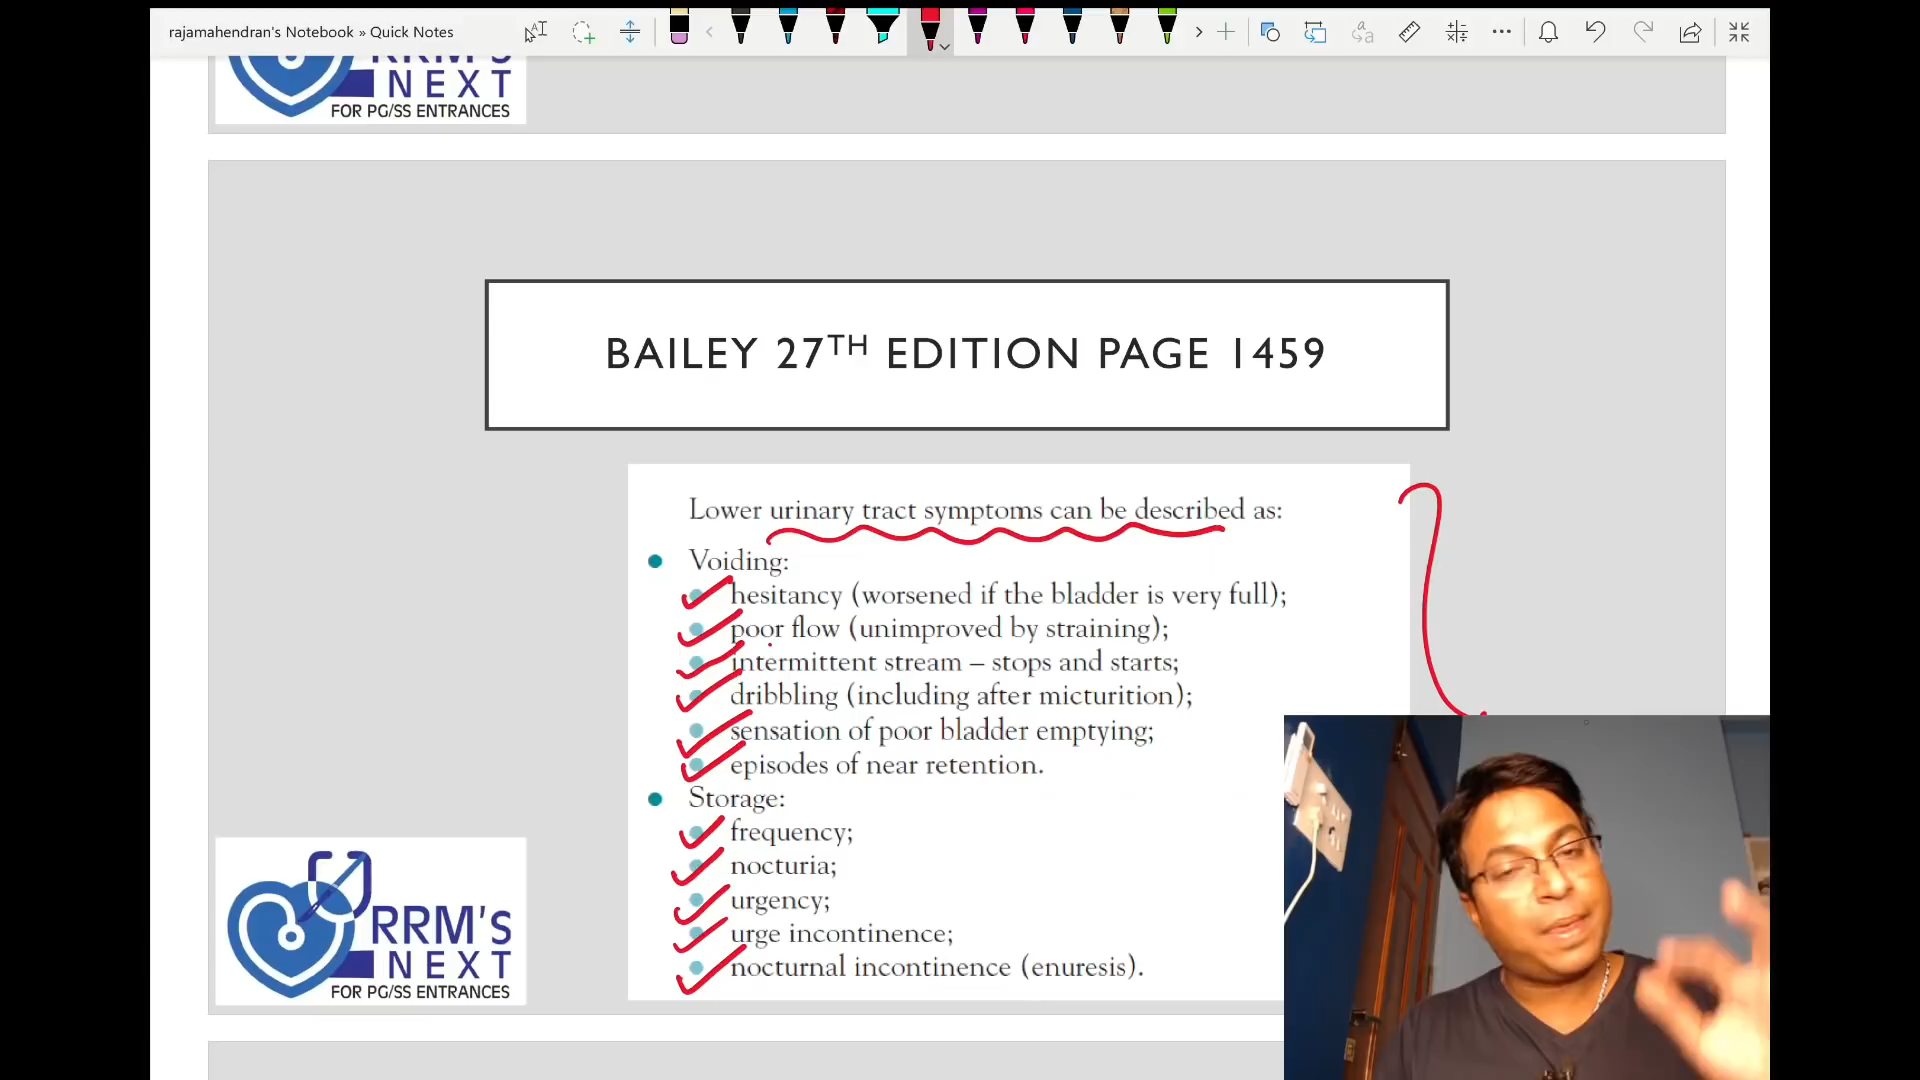 rajamahendran's Notebook » Quick Notes
NEXT
FOR PG/SS ENTRANCES
BAILEY 27TH EDITION PAGE 1459
Lower urinary tract symptoms can be described as:
Voiding:
hesitancy (worsened if the bladder is very full);
poor flow (unimproved by straining);
intermittent stream – stops and starts;
dribbling (including after micturition);
sensation of poor bladder emptying;
episodes of near retention.
Storage:
frequency;
nocturia;
urgency;
urge incontinence;
nocturnal incontinence (enuresis).
RRM's
NEXT
FOR PG/SS ENTRANCES